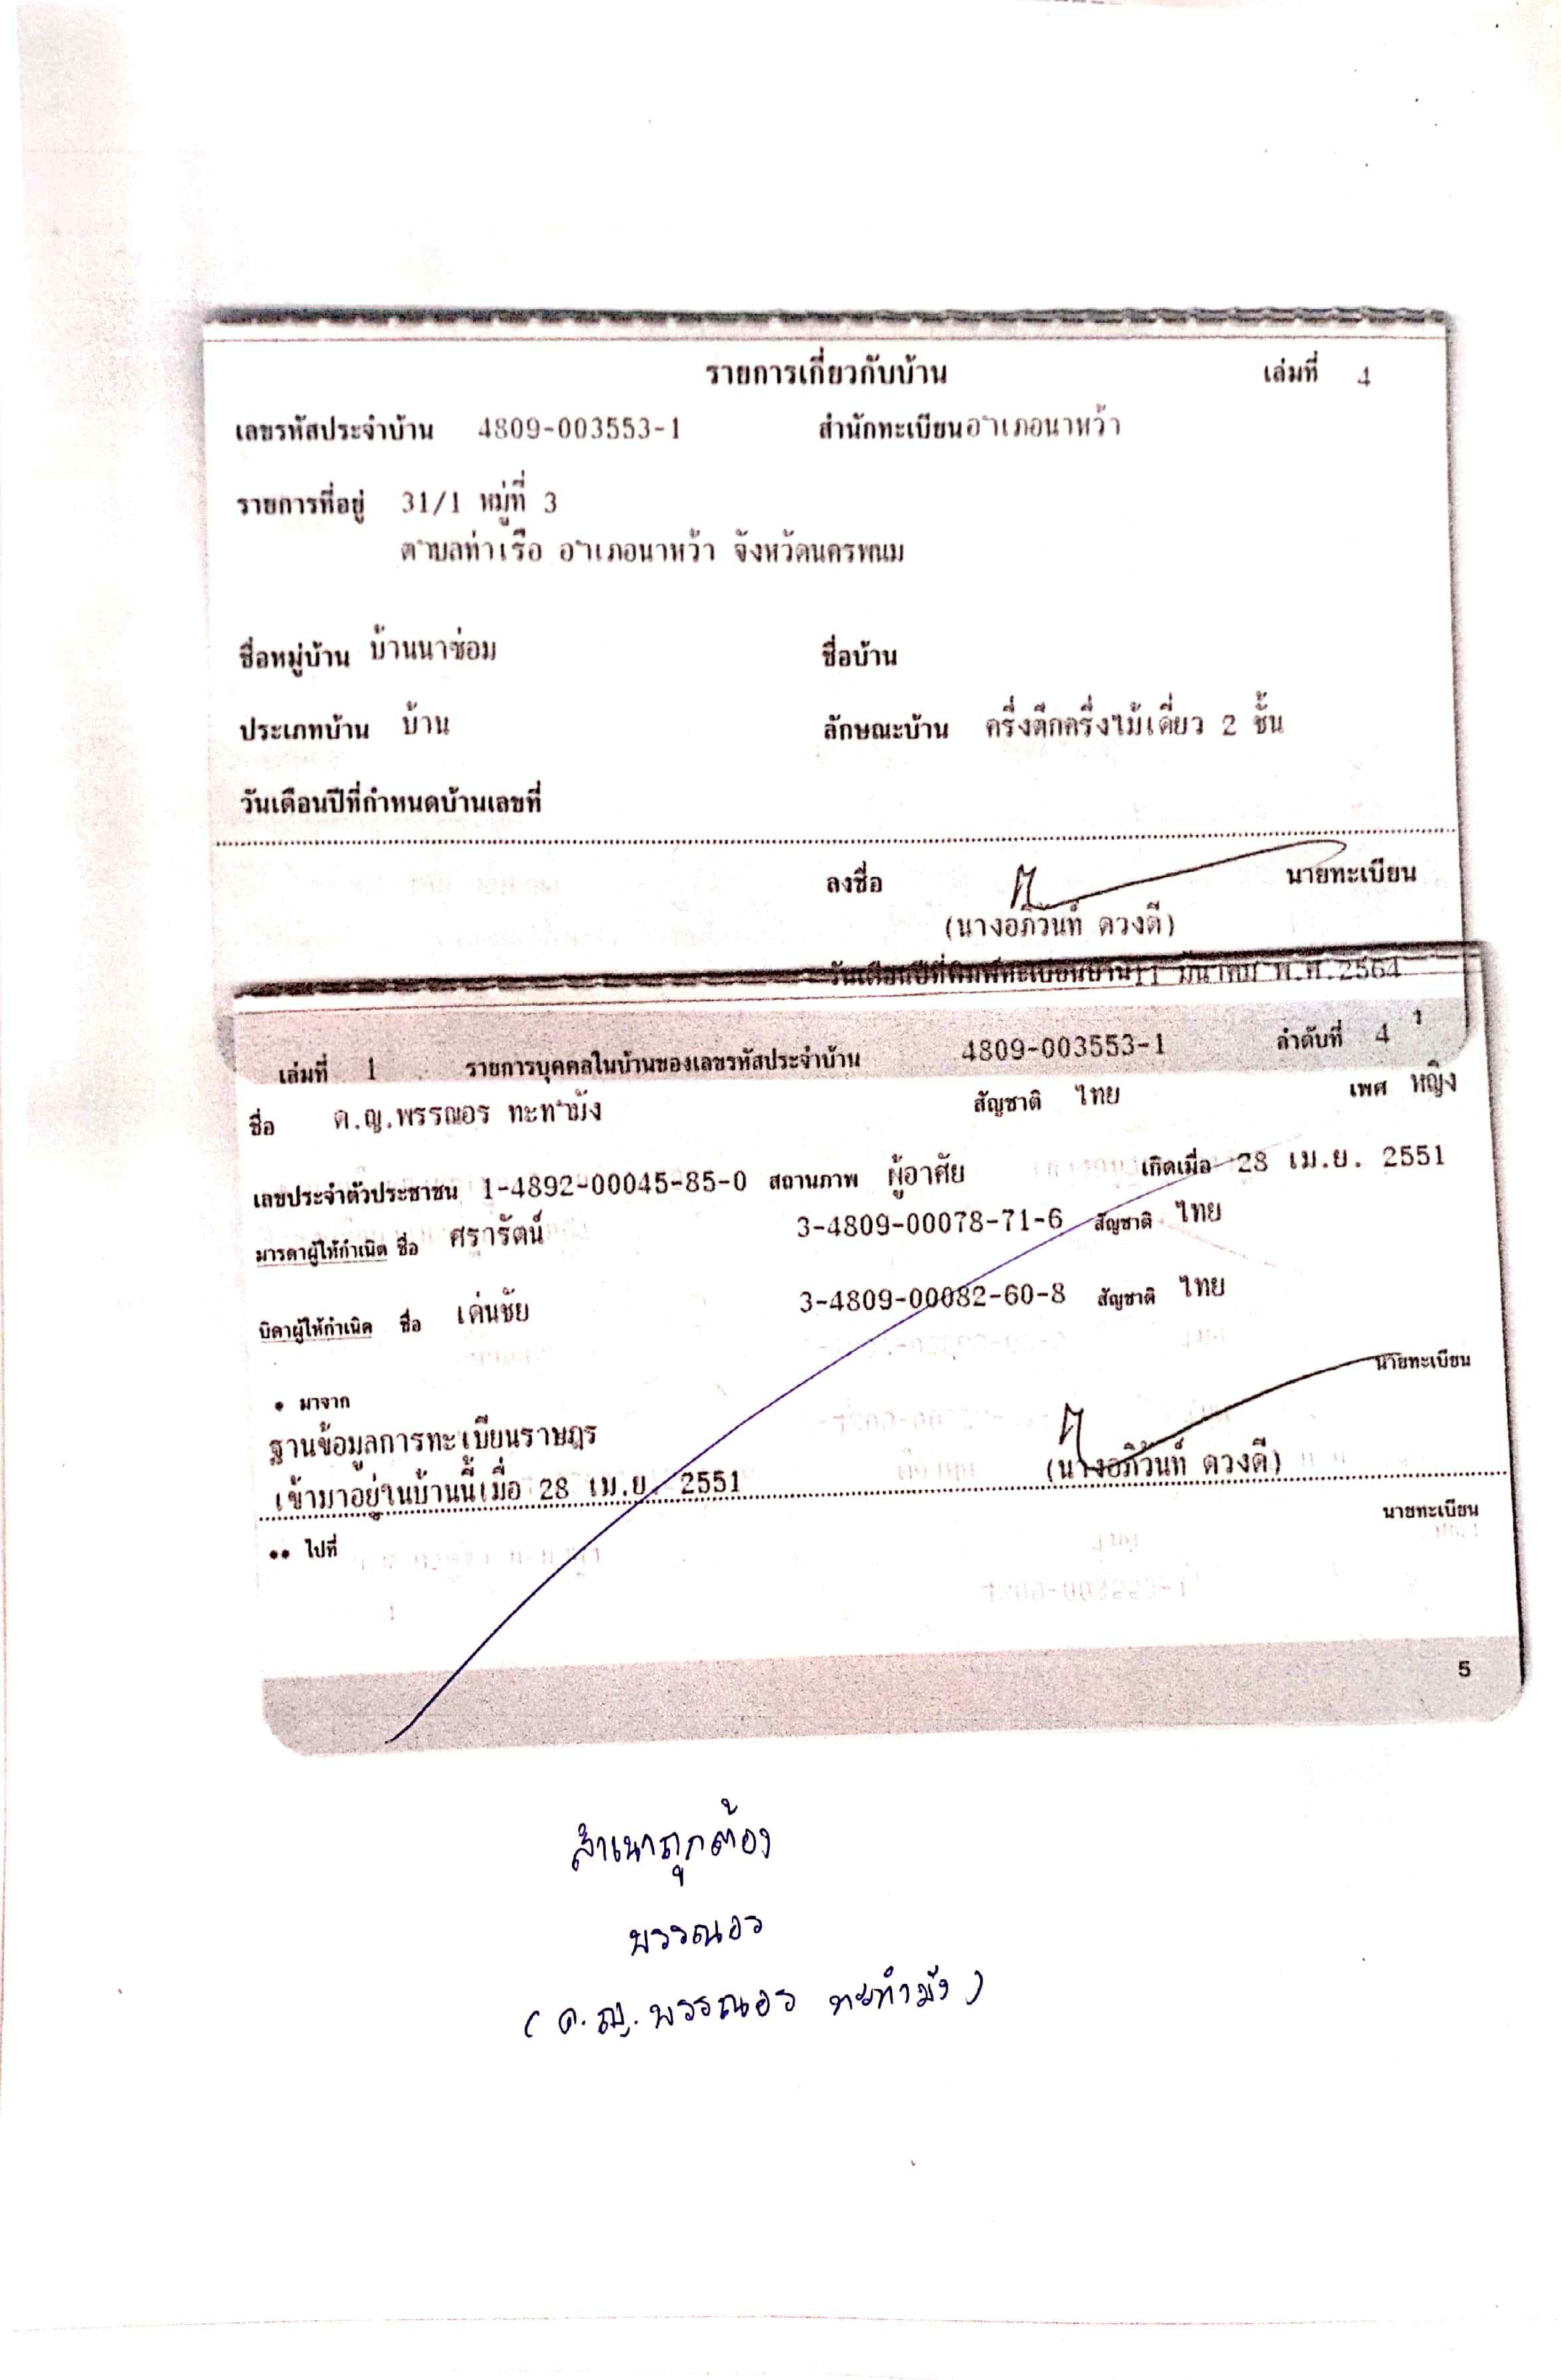 รายการเกี่ยวกับบ้าน เล่มที่ 4
เลขรหัสประจำบ้าน 4809-003553-1 สำนักทะเบียน อำเภอนาหว้า
รายการที่อยู่ 31/1 หมู่ที่ 3
ตำบลท่าเรือ อำเภอนาหว้า จังหวัดนครพนม
ชื่อหมู่บ้าน บ้านนาซ่อม ชื่อบ้าน
ประเภทบ้าน บ้าน ลักษณะบ้าน ครึ่งตึกครึ่งไม้เดี่ยว 2 ชั้น
วันเดือนปีที่กำหนดบ้านเลขที่
ลงชื่อ นายทะเบียน
(นางอภิวันท์ ดวงดี)
วันเดือนปีที่พิมพ์ทะเบียนบ้าน 11 มีนาคม พ.ศ.2564
เล่มที่ 1 รายการบุคคลในบ้านของเลขรหัสประจำบ้าน 4809-003553-1 ลำดับที่ 4
ชื่อ ด.ญ.พรรณอร ทะทำมัง สัญชาติ ไทย เพศ หญิง
เลขประจำตัวประชาชน 1-4892-00045-85-0 สถานภาพ ผู้อาศัย เกิดเมื่อ 28 เม.ย. 2551
มารดาผู้ให้กำเนิด ชื่อ ศรารัตน์ 3-4809-00078-71-6 สัญชาติ ไทย
บิดาผู้ให้กำเนิด ชื่อ เด่นชัย 3-4809-00082-60-8 สัญชาติ ไทย
* มาจาก นายทะเบียน
ฐานข้อมูลการทะเบียนราษฎร
เข้ามาอยู่ในบ้านนี้เมื่อ 28 เม.ย. 2551 (นางอภิวันท์ ดวงดี)
** ไปที่ นายทะเบียน
5
สำเนาถูกต้อง
พรรณอร
(ด.ญ.พรรณอร ทะทำมัง)